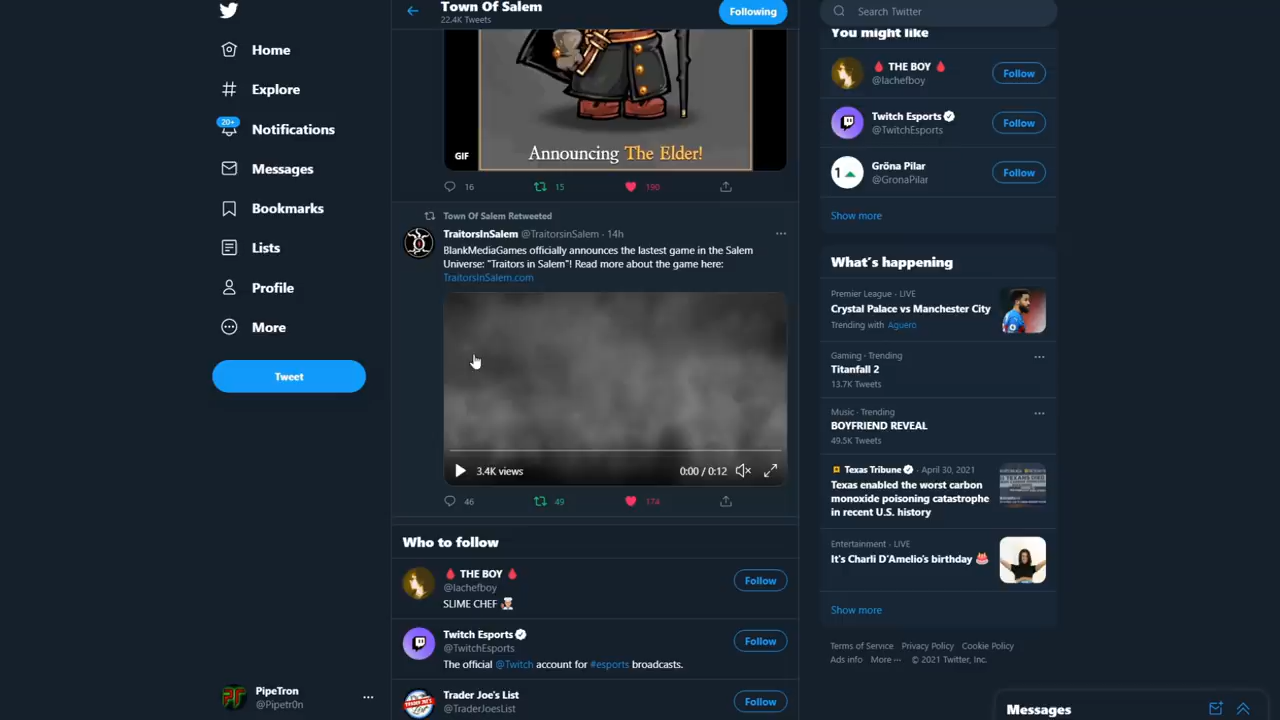 Town Of Salem
22.4K Tweets
Following
Search Twitter
Home
Explore
20+
Notifications
Messages
Bookmarks
Lists
Profile
More
Tweet
PipeTron
@Pipetr0n
Announcing The Elder!
GIF
16
15
190
Town Of Salem Retweeted
TraitorsInSalem @TraitorsinSalem · 14h
BlankMediaGames officially announces the lastest game in the Salem
Universe: "Traitors in Salem"! Read more about the game here:
TraitorsInSalem.com
3.4K views
0:00 / 0:12
46
49
174
Who to follow
THE BOY
@lachefboy
Follow
SLIME CHEF
Twitch Esports
@TwitchEsports
Follow
The official @Twitch account for #esports broadcasts.
Trader Joe's List
@TraderJoesList
Follow
You might like
THE BOY
@lachefboy
Follow
Twitch Esports
@TwitchEsports
Follow
1
Gröna Pilar
@GronaPilar
Follow
Show more
What's happening
Premier League · LIVE
Crystal Palace vs Manchester City
Trending with Aguero
Gaming · Trending
Titanfall 2
13.7K Tweets
Music · Trending
BOYFRIEND REVEAL
49.5K Tweets
Texas Tribune · April 30, 2021
Texas enabled the worst carbon
monoxide poisoning catastrophe
in recent U.S. history
Entertainment · LIVE
It's Charli D'Amelio's birthday
Show more
Terms of Service Privacy Policy Cookie Policy
Ads info More ··· © 2021 Twitter, Inc.
Messages